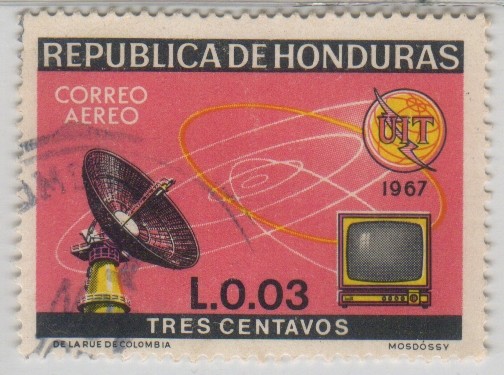 REPUBLICA DE HONDURAS
CORREO
AEREO
UIT
1967
L.0.03
TRES CENTAVOS
DE LA RUE DE COLOMBIA
MOSDÓSSY